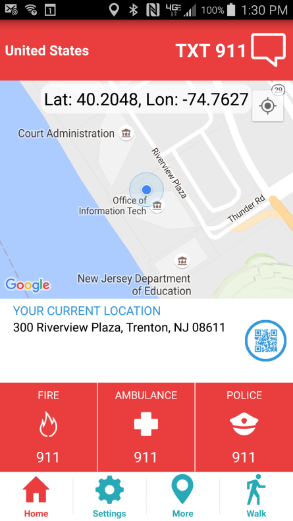 100% 1:30 PM
United States
TXT 911
Lat: 40.2048, Lon: -74.7627
29
Court Administration
Riverview Plaza
Office of
Information Tech
Thunder Rd
Google
New Jersey Department
of Education
YOUR CURRENT LOCATION
300 Riverview Plaza, Trenton, NJ 08611
FIRE
AMBULANCE
POLICE
911
911
911
Home
Settings
More
Walk